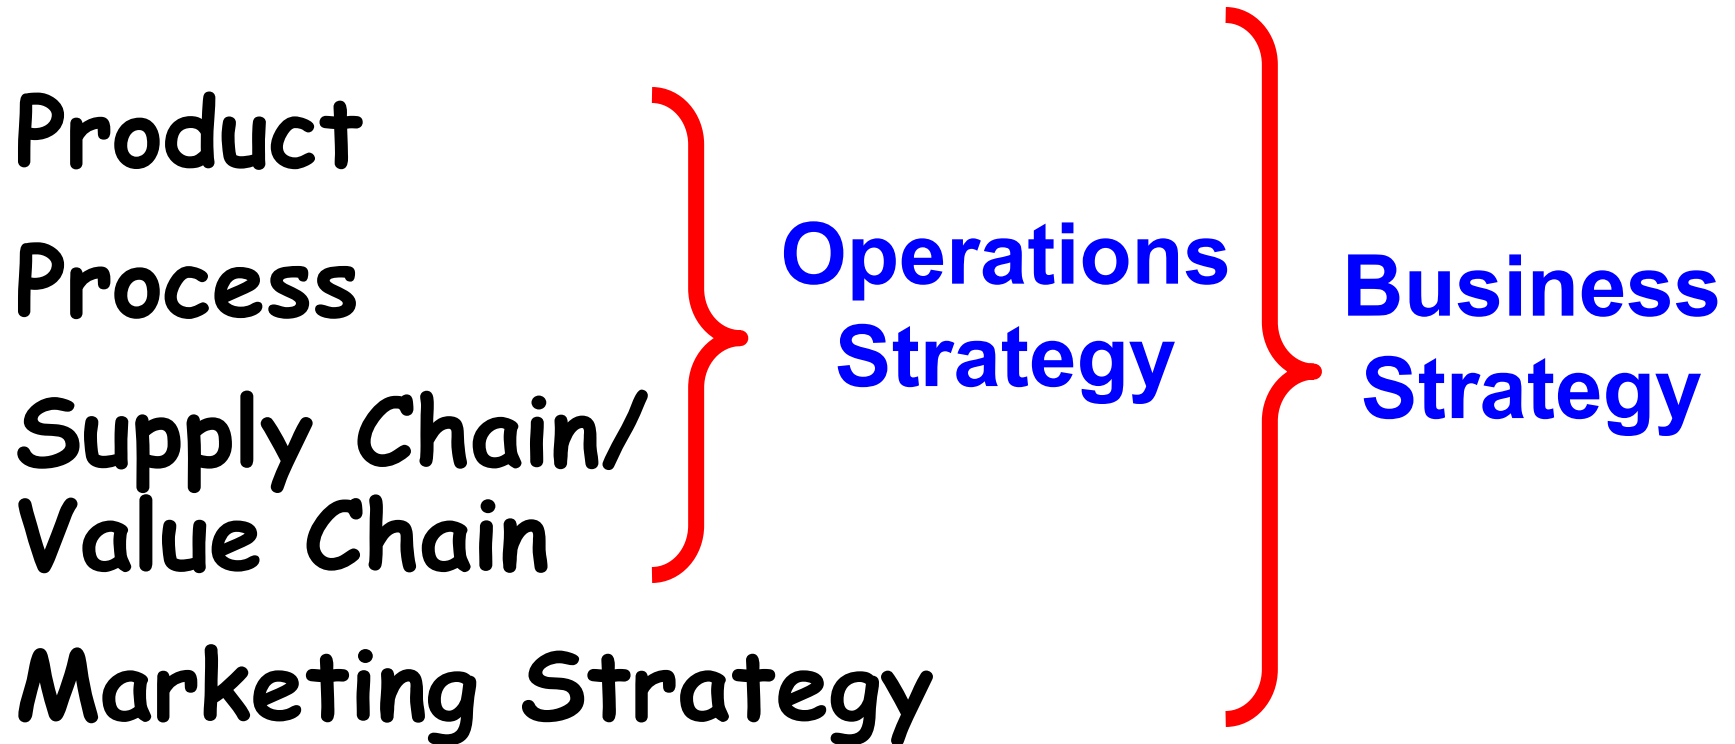 Product
Process
Supply Chain/
Value Chain
Marketing Strategy
Operations
Strategy
Business
Strategy